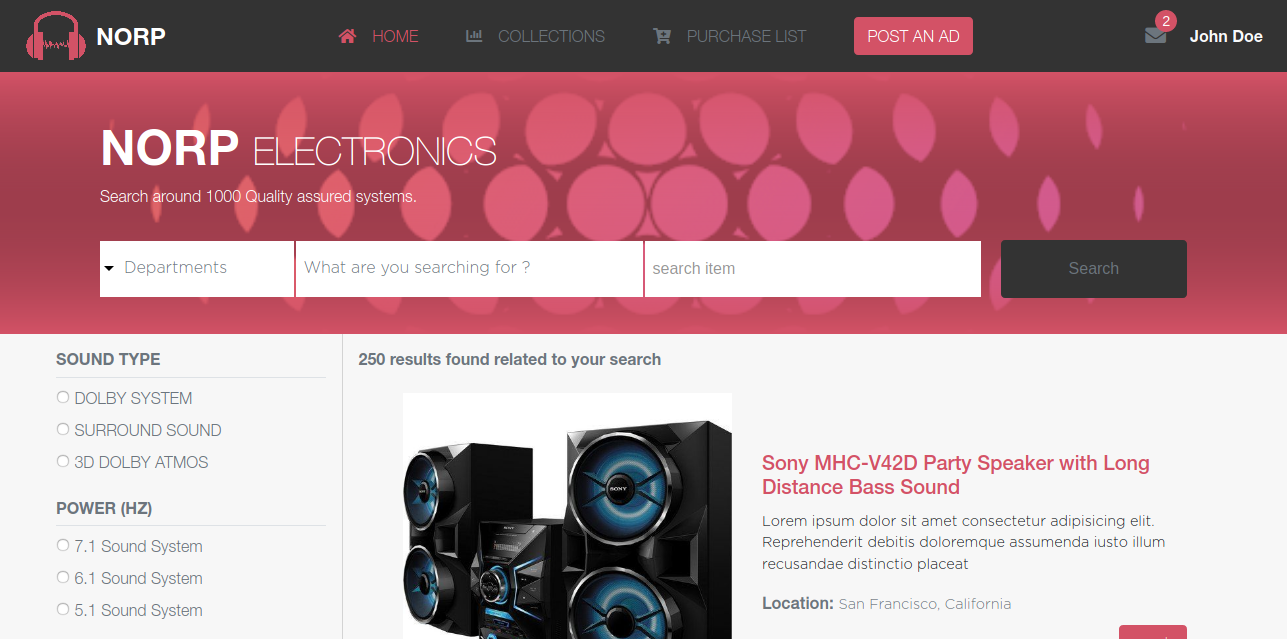 NORP
HOME
COLLECTIONS
PURCHASE LIST
POST AN AD
2
John Doe
NORP ELECTRONICS
Search around 1000 Quality assured systems.
Departments
What are you searching for ?
search item
Search
SOUND TYPE
DOLBY SYSTEM
SURROUND SOUND
3D DOLBY ATMOS
POWER (HZ)
7.1 Sound System
6.1 Sound System
5.1 Sound System
250 results found related to your search
SONY
SONY
Sony MHC-V42D Party Speaker with Long
Distance Bass Sound
Lorem ipsum dolor sit amet consectetur adipisicing elit.
Reprehenderit debitis doloremque assumenda iusto illum
recusandae distinctio placeat
Location: San Francisco, California